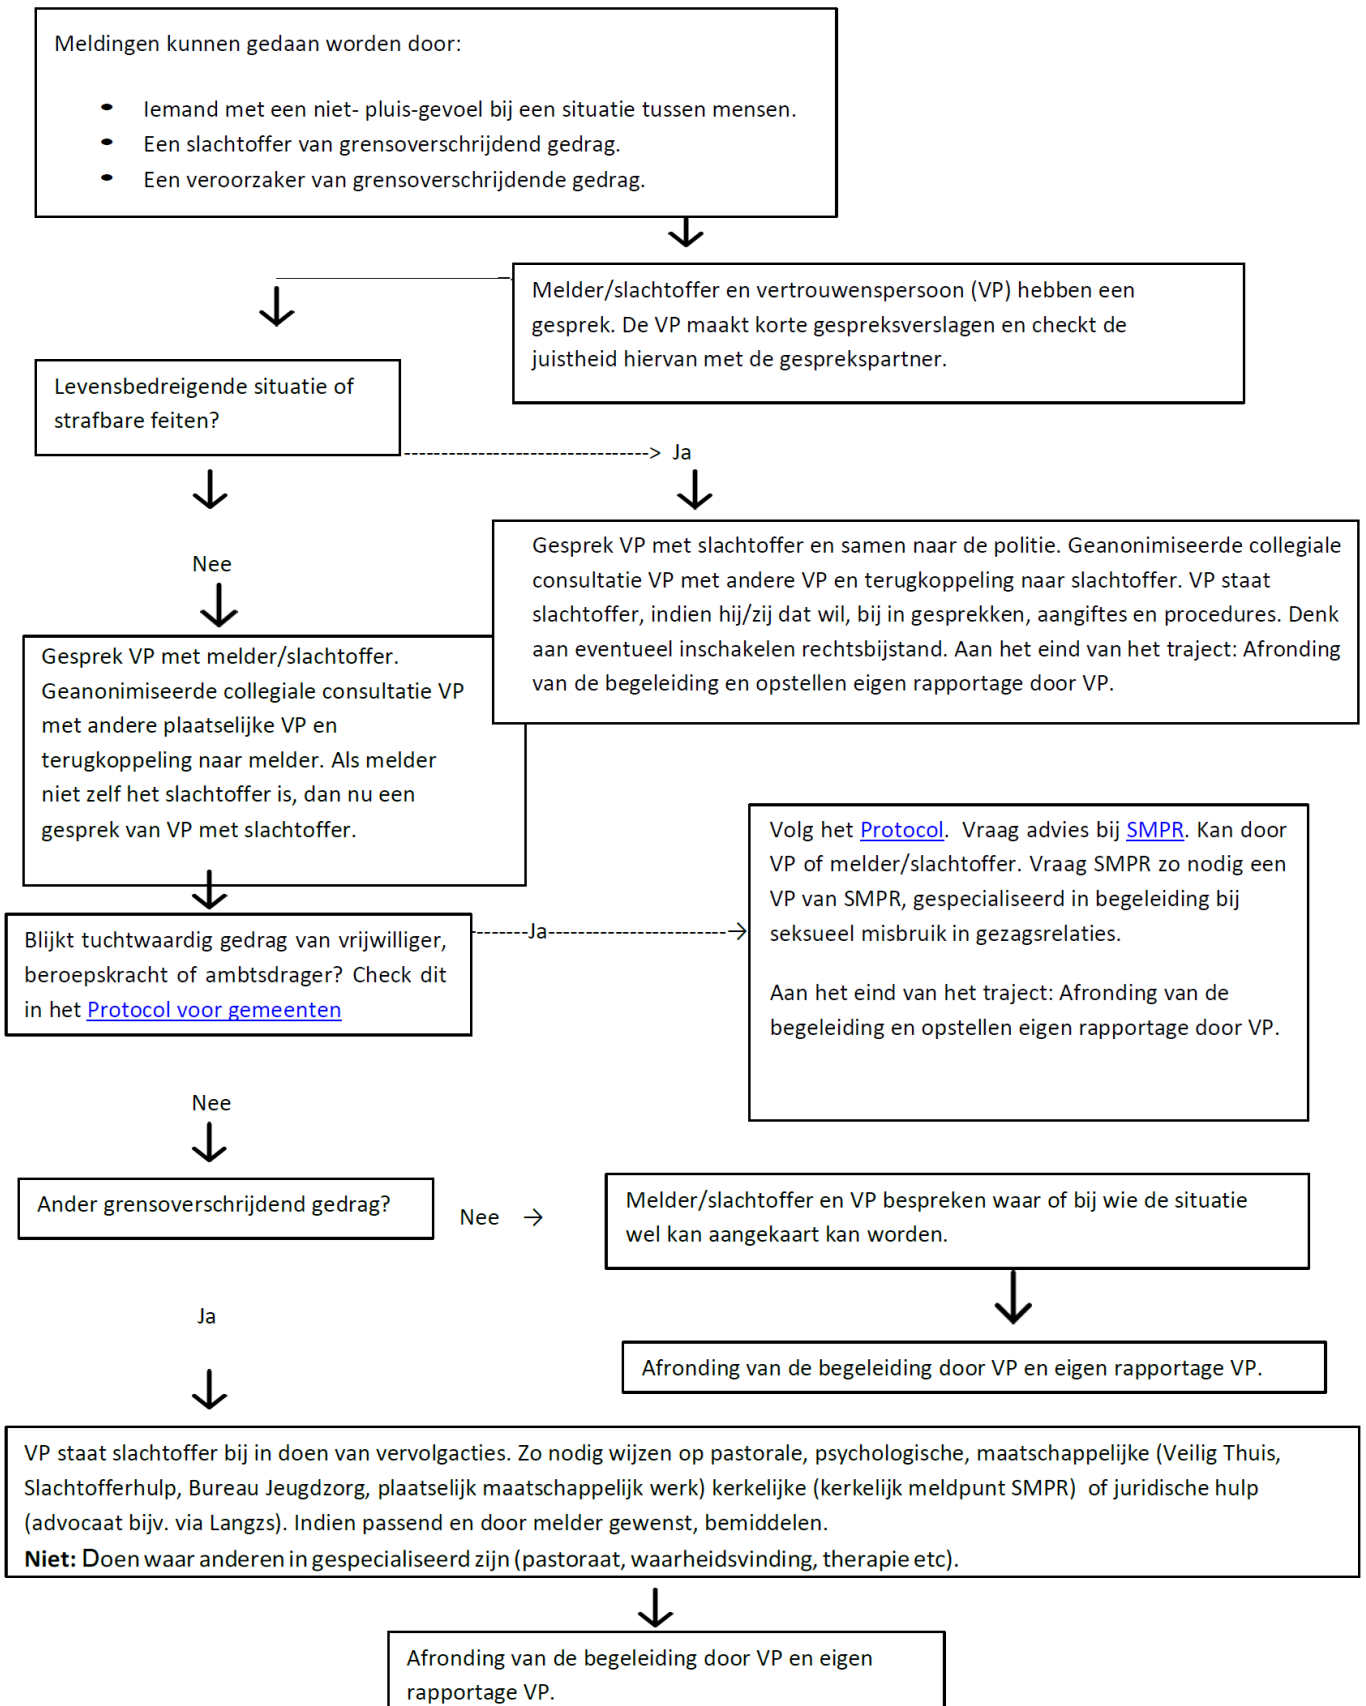 Meldingen kunnen gedaan worden door:
• Iemand met een niet- pluis-gevoel bij een situatie tussen mensen.
• Een slachtoffer van grensoverschrijdend gedrag.
• Een veroorzaker van grensoverschrijdende gedrag.
Melder/slachtoffer en vertrouwenspersoon (VP) hebben een
gesprek. De VP maakt korte gespreksverslagen en checkt de
juistheid hiervan met de gesprekspartner.
Levensbedreigende situatie of
strafbare feiten?
---------------------------------> Ja
Gesprek VP met slachtoffer en samen naar de politie. Geanonimiseerde collegiale
consultatie VP met andere VP en terugkoppeling naar slachtoffer. VP staat
slachtoffer, indien hij/zij dat wil, bij in gesprekken, aangiftes en procedures. Denk
aan eventueel inschakelen rechtsbijstand. Aan het eind van het traject: Afronding
van de begeleiding en opstellen eigen rapportage door VP.
Nee
Gesprek VP met melder/slachtoffer.
Geanonimiseerde collegiale consultatie VP
met andere plaatselijke VP en
terugkoppeling naar melder. Als melder
niet zelf het slachtoffer is, dan nu een
gesprek van VP met slachtoffer.
Blijkt tuchtwaardig gedrag van vrijwilliger,
beroepskracht of ambtsdrager? Check dit
in het Protocol voor gemeenten
-------Ja------------------------→
Volg het Protocol. Vraag advies bij SMPR. Kan door
VP of melder/slachtoffer. Vraag SMPR zo nodig een
VP van SMPR, gespecialiseerd in begeleiding bij
seksueel misbruik in gezagsrelaties.
Aan het eind van het traject: Afronding van de
begeleiding en opstellen eigen rapportage door VP.
Nee
Ander grensoverschrijdend gedrag?
Nee →
Melder/slachtoffer en VP bespreken waar of bij wie de situatie
wel kan aangekaart kan worden.
Afronding van de begeleiding door VP en eigen rapportage VP.
Ja
VP staat slachtoffer bij in doen van vervolgacties. Zo nodig wijzen op pastorale, psychologische, maatschappelijke (Veilig Thuis,
Slachtofferhulp, Bureau Jeugdzorg, plaatselijk maatschappelijk werk) kerkelijke (kerkelijk meldpunt SMPR) of juridische hulp
(advocaat bijv. via Langzs). Indien passend en door melder gewenst, bemiddelen.
Niet: Doen waar anderen in gespecialiseerd zijn (pastoraat, waarheidsvinding, therapie etc).
Afronding van de begeleiding door VP en eigen
rapportage VP.